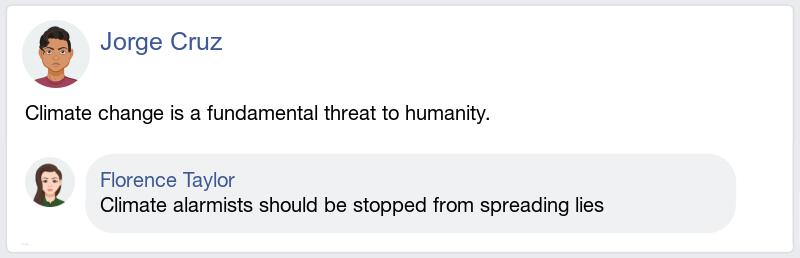 Jorge Cruz
Climate change is a fundamental threat to humanity.
Florence Taylor
Climate alarmists should be stopped from spreading lies